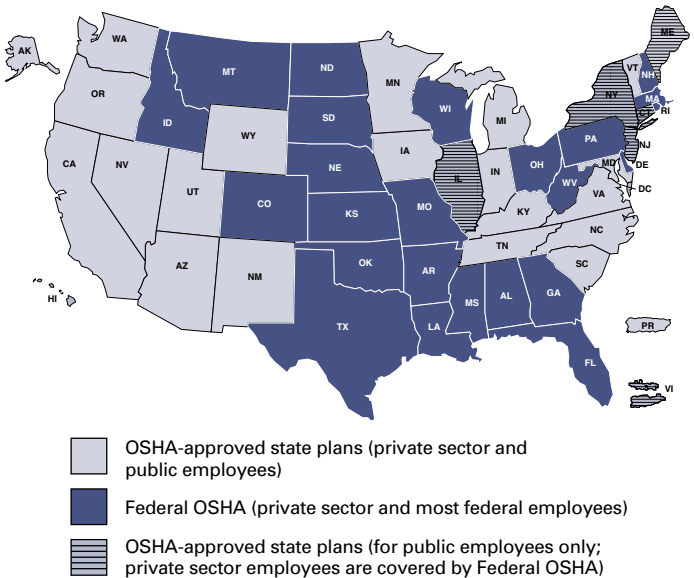 AK
WA
OR
CA
NV
ID
MT
WY
UT
AZ
NM
CO
ND
SD
NE
KS
OK
TX
MN
IA
MO
AR
LA
WI
IL
MI
IN
OH
KY
TN
MS
AL
GA
FL
SC
NC
VA
WV
PA
NY
VT
NH
ME
MA
RI
CT
NJ
DE
MD
DC
HI
PR
VI
OSHA-approved state plans (private sector and
public employees)
Federal OSHA (private sector and most federal employees)
OSHA-approved state plans (for public employees only;
private sector employees are covered by Federal OSHA)